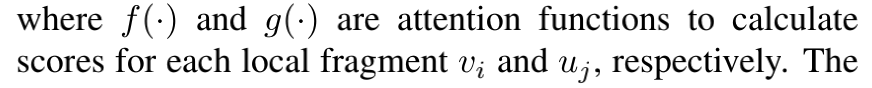 where f(·) and g(·) are attention functions to calculate
scores for each local fragment v_i and u_j, respectively. The